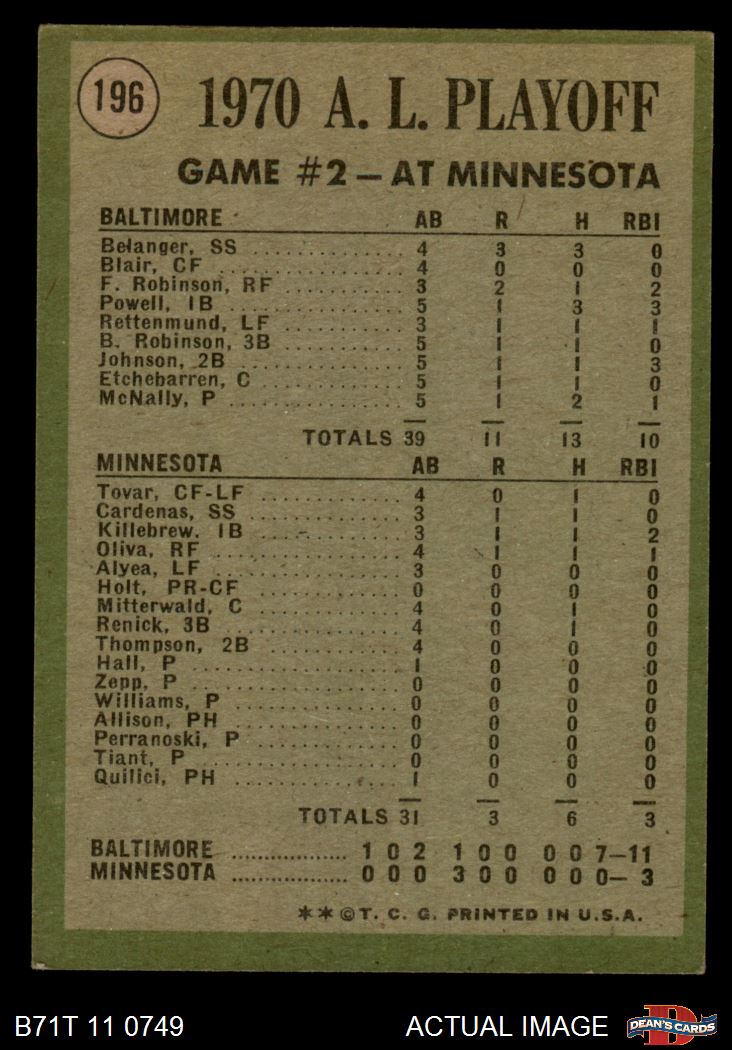 196
1970 A. L. PLAYOFF
GAME #2 – AT MINNESOTA
BALTIMORE AB R H RBI
Belanger, SS 4 3 3 0
Blair, CF 4 0 0 0
F. Robinson, RF 3 2 1 2
Powell, 1B 5 1 3 3
Rettenmund, LF 3 1 1 1
B. Robinson, 3B 5 1 1 0
Johnson, 2B 5 1 1 3
Etchebarren, C 5 1 1 0
McNally, P 5 1 2 1
TOTALS 39 11 13 10
MINNESOTA AB R H RBI
Tovar, CF-LF 4 0 1 0
Cardenas, SS 3 1 1 0
Killebrew. 1B 3 1 1 2
Oliva, RF 4 1 1 1
Alyea, LF 3 0 0 0
Holt, PR-CF 0 0 0 0
Mitterwald, C 4 0 1 0
Renick, 3B 4 0 1 0
Thompson, 2B 4 0 0 0
Hall, P 1 0 0 0
Zepp, P 0 0 0 0
Williams, P 0 0 0 0
Allison, PH 0 0 0 0
Perranoski, P 0 0 0 0
Tiant, P 0 0 0 0
Quilici, PH 1 0 0 0
TOTALS 31 3 6 3
BALTIMORE 1 0 2 1 0 0 0 0 7–11
MINNESOTA 0 0 0 3 0 0 0 0 0– 3
**©T. C. G. PRINTED IN U.S.A.
B71T 11 0749 ACTUAL IMAGE
D
DEAN'S CARDS